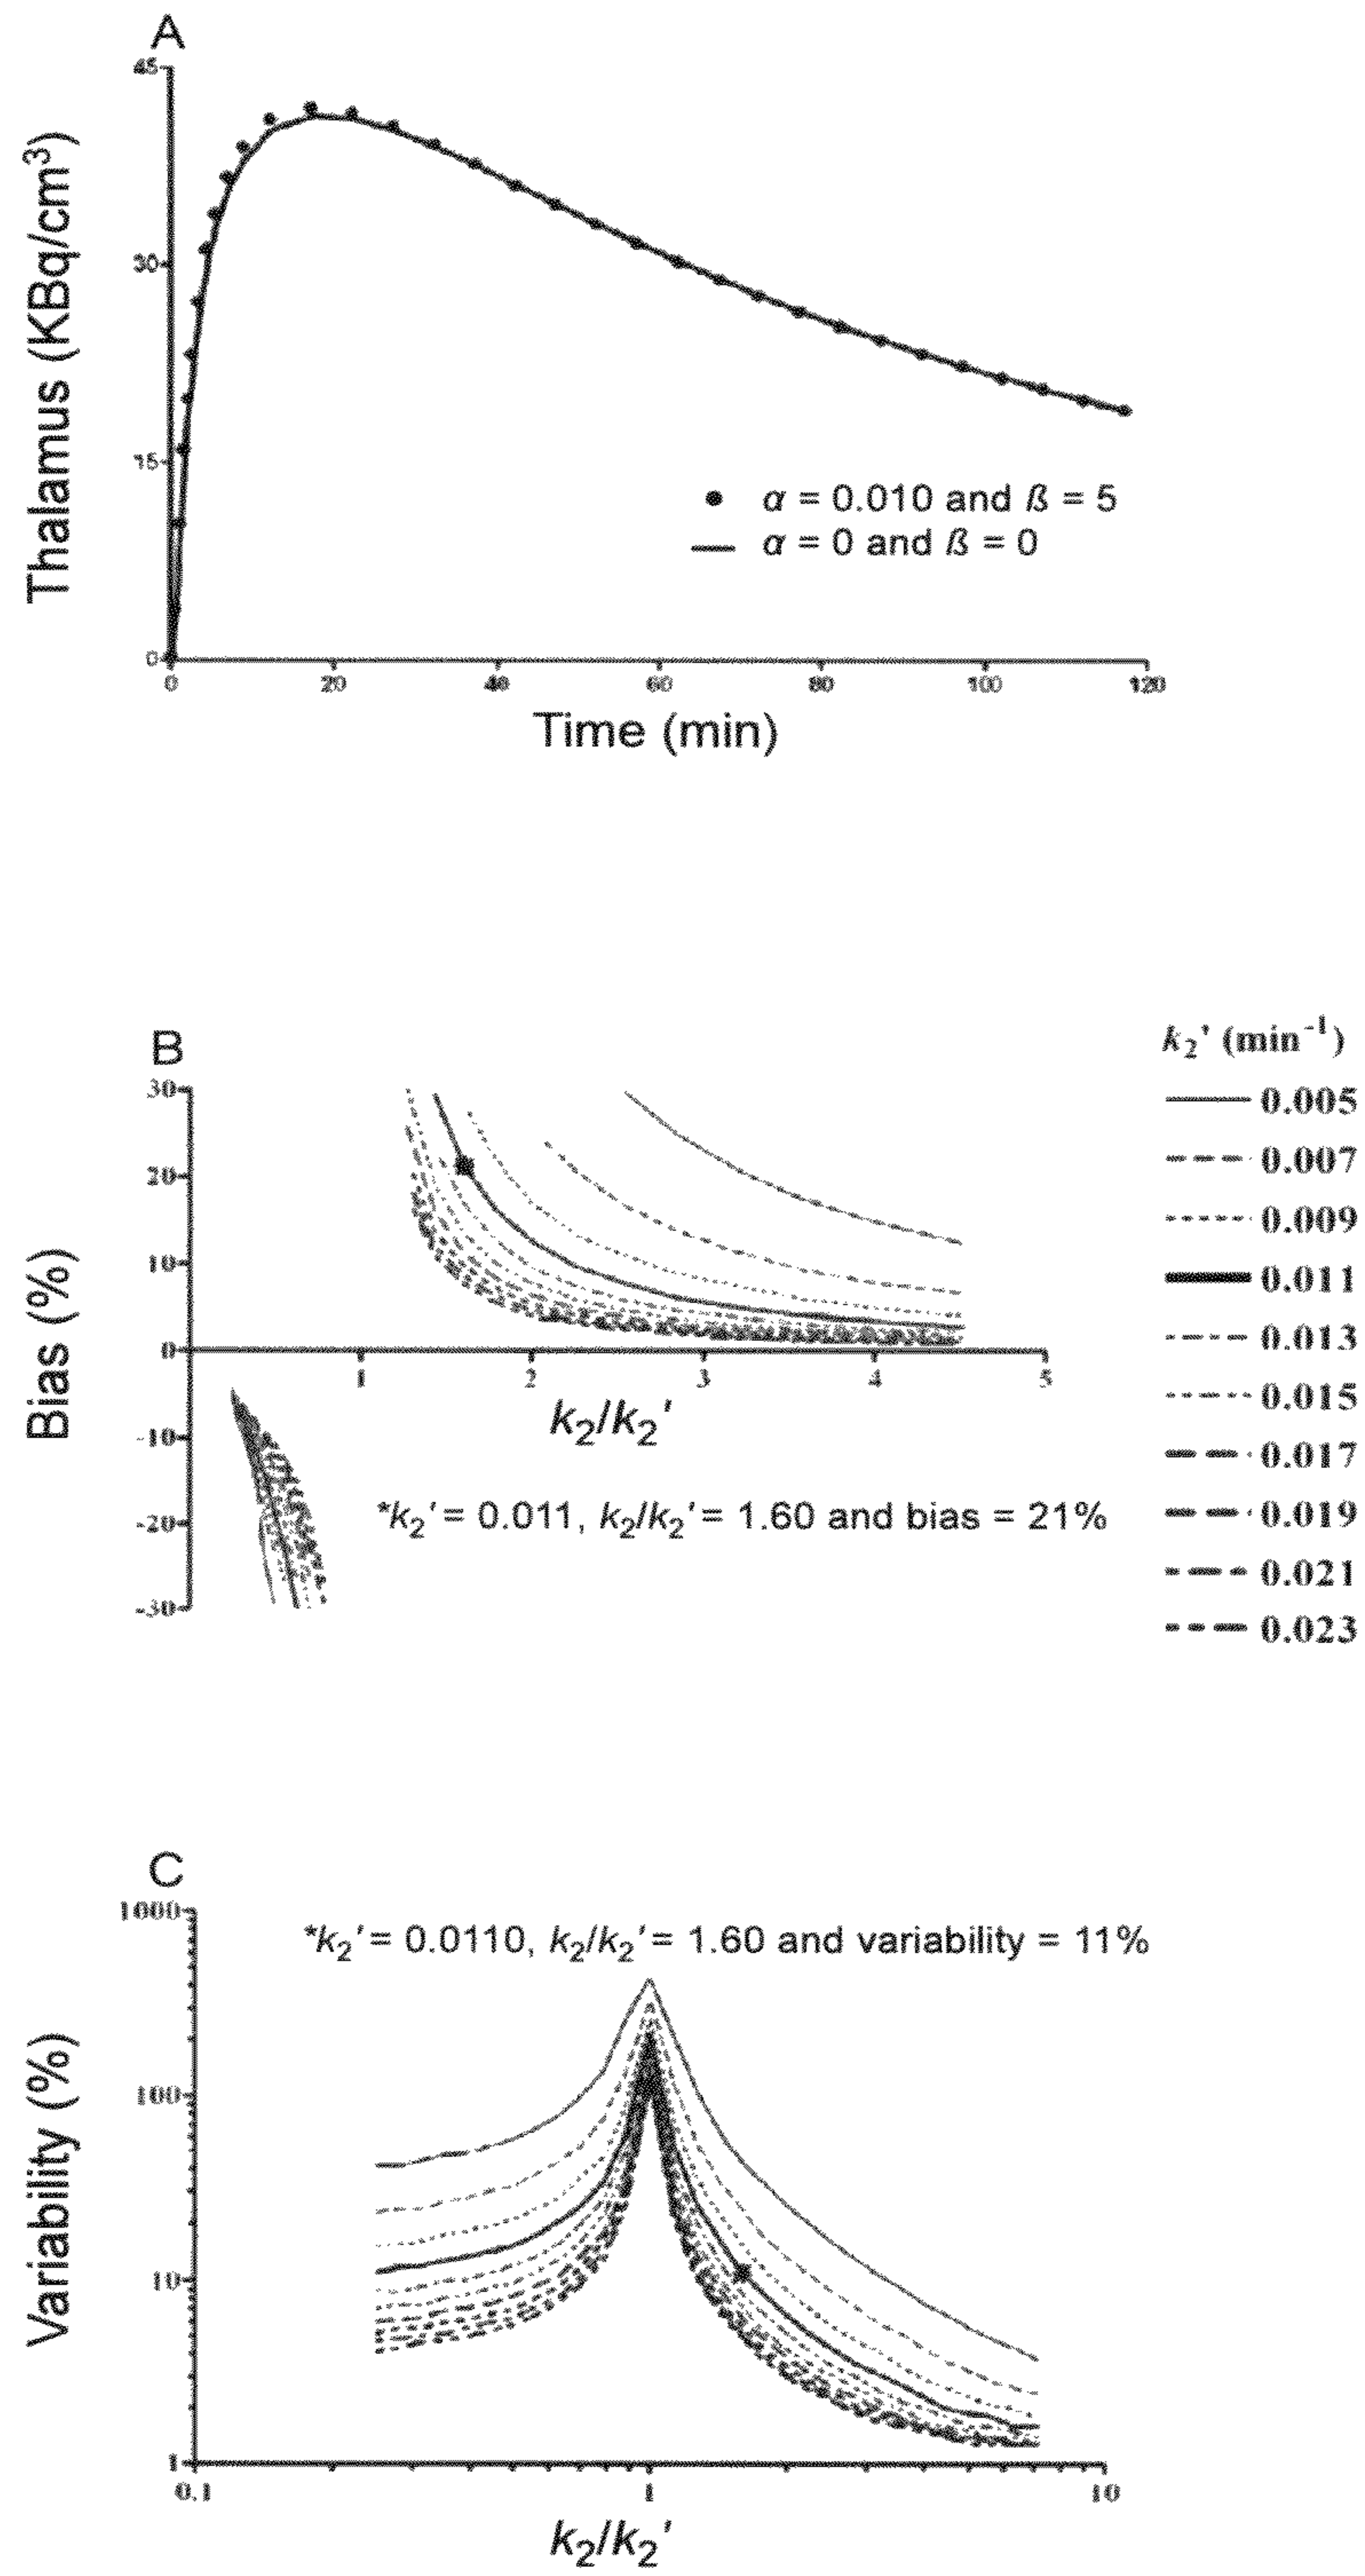 A
Thalamus (KBq/cm³)
45
30
15
0
0 20 40 60 80 100 120
Time (min)
• α = 0.010 and ß = 5
— α = 0 and ß = 0
B
Bias (%)
30
20
10
0
-10
-20
-30
1 2 3 4 5
k₂/k₂'
*k₂' = 0.011, k₂/k₂' = 1.60 and bias = 21%
k₂' (min⁻¹)
0.005
0.007
0.009
0.011
0.013
0.015
0.017
0.019
0.021
0.023
C
Variability (%)
1000
100
10
1
*k₂' = 0.0110, k₂/k₂' = 1.60 and variability = 11%
0.1 1 10
k₂/k₂'